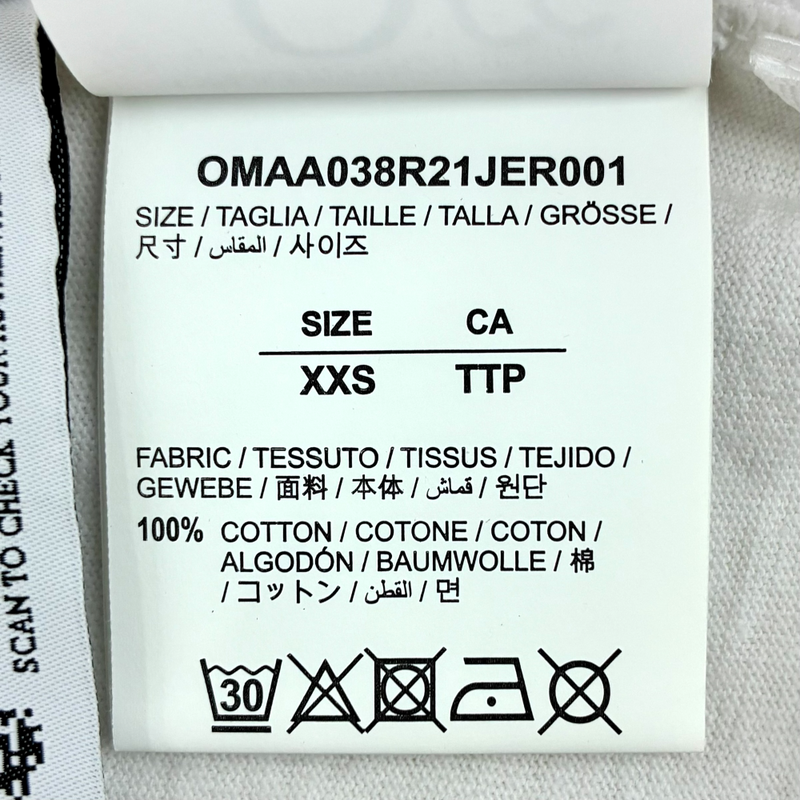 OMAA038R21JER001
SIZE / TAGLIA / TAILLE / TALLA / GRÖSSE /
尺寸 / المقاس / 사이즈
SIZE CA
XXS TTP
FABRIC / TESSUTO / TISSUS / TEJIDO /
GEWEBE / 面料 / 本体 / قماش / 원단
100% COTTON / COTONE / COTON /
ALGODÓN / BAUMWOLLE / 棉
/ コットン / القطن / 면
30
SCAN TO CHECK YOUR